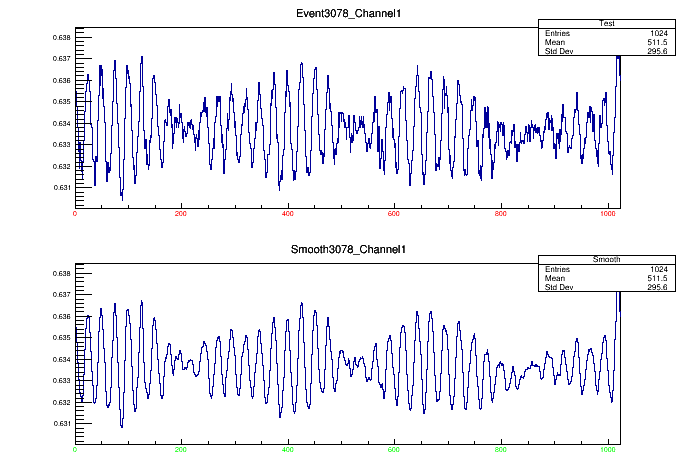 Event3078_Channel1
Test
Entries 1024
Mean 511.5
Std Dev 295.6
0.638
0.637
0.636
0.635
0.634
0.633
0.632
0.631
0 200 400 600 800 1000
Smooth3078_Channel1
Smooth
Entries 1024
Mean 511.5
Std Dev 295.6
0.638
0.637
0.636
0.635
0.634
0.633
0.632
0.631
0 200 400 600 800 1000